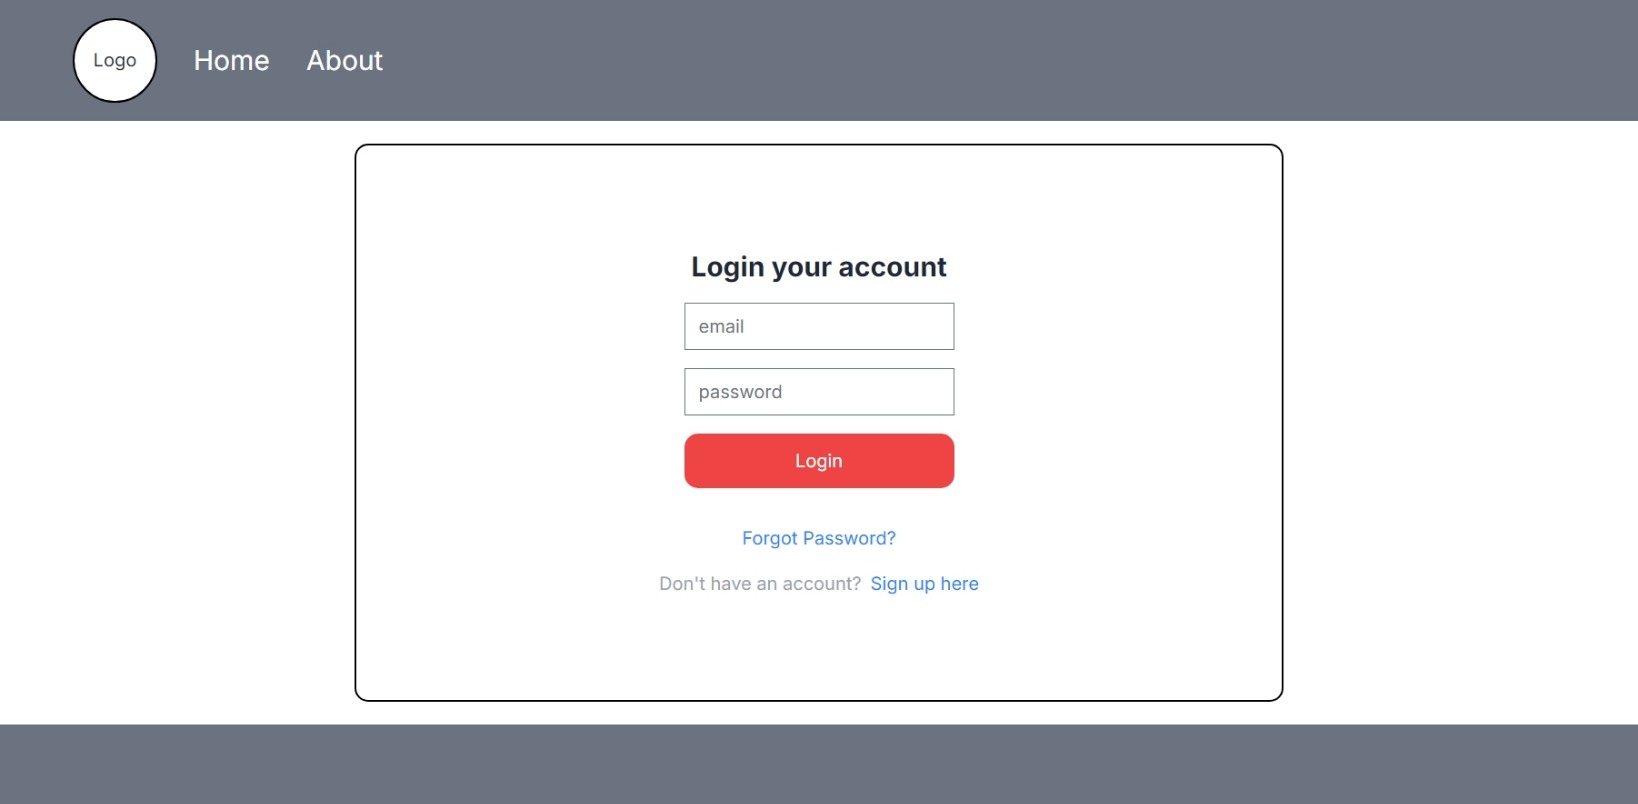 Logo Home About
Login your account
email
password
Login
Forgot Password?
Don't have an account? Sign up here